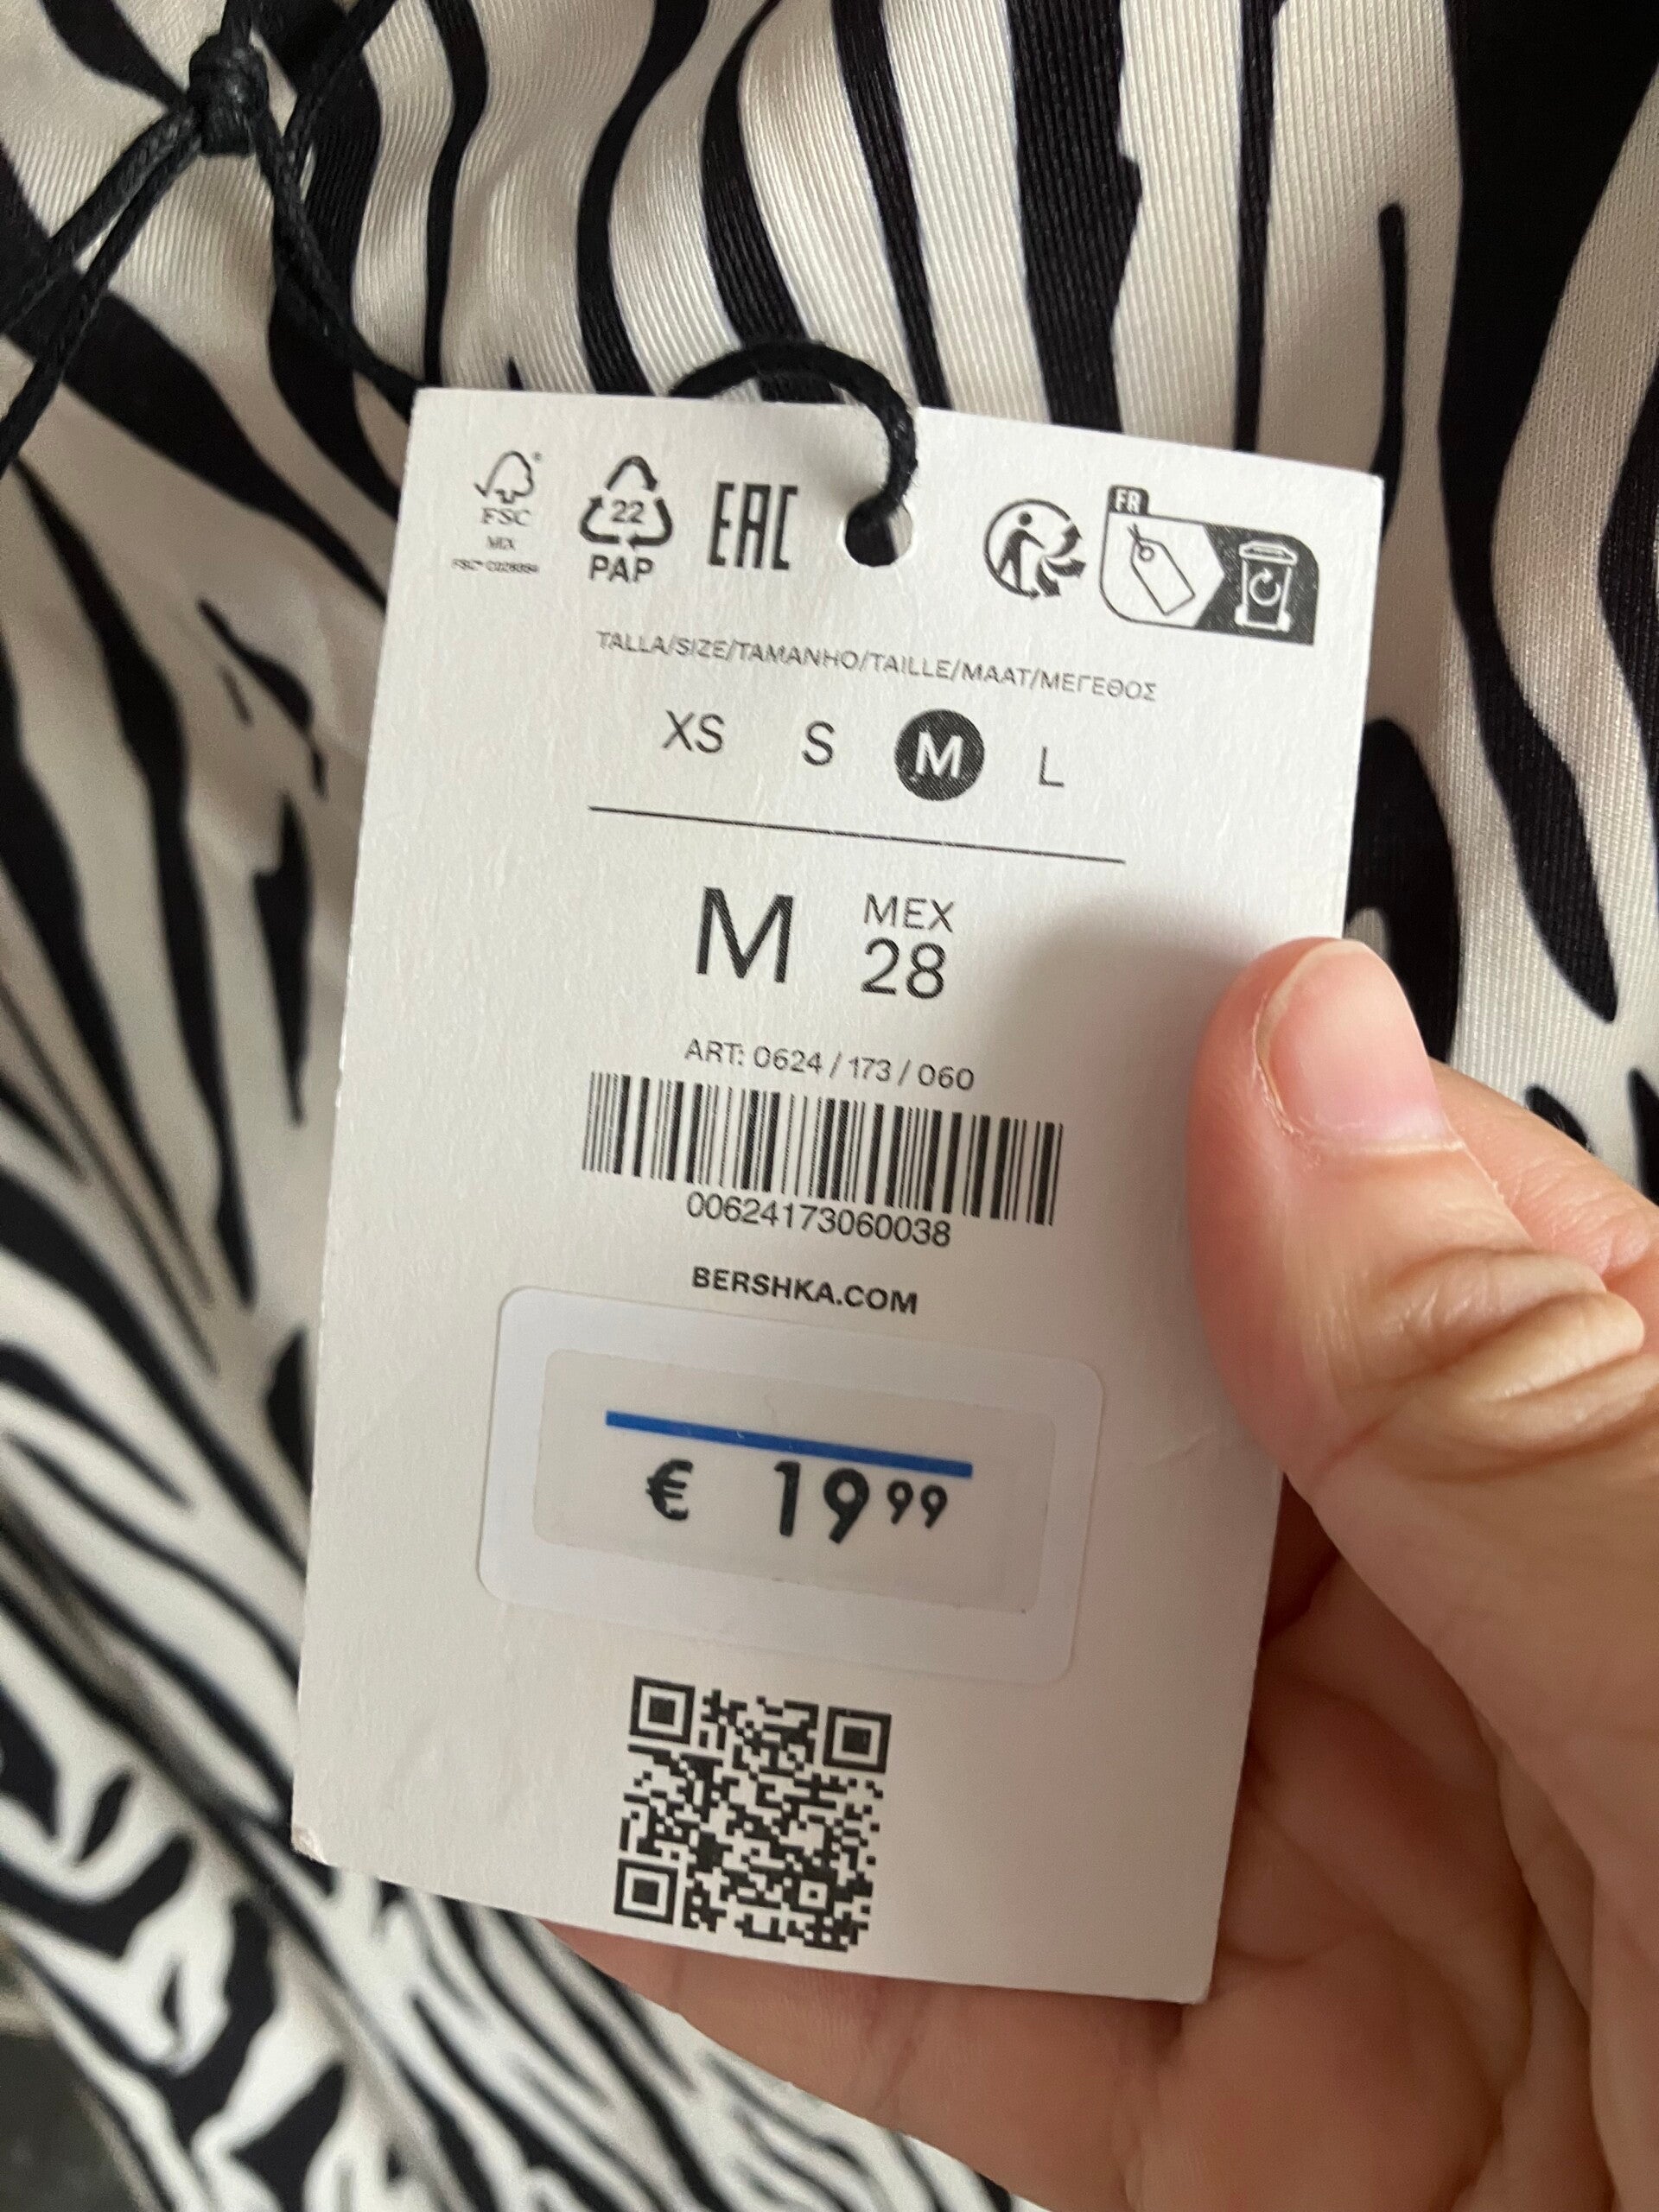 FSC
MIX
22
PAP
EAC
FR
TALLA/SIZE/TAMANHO/TAILLE/MAAT/ΜΕΓΕΘΟΣ
XS S M L
M MEX 28
ART: 0624 / 173 / 060
00624173060038
BERSHKA.COM
€ 19 99